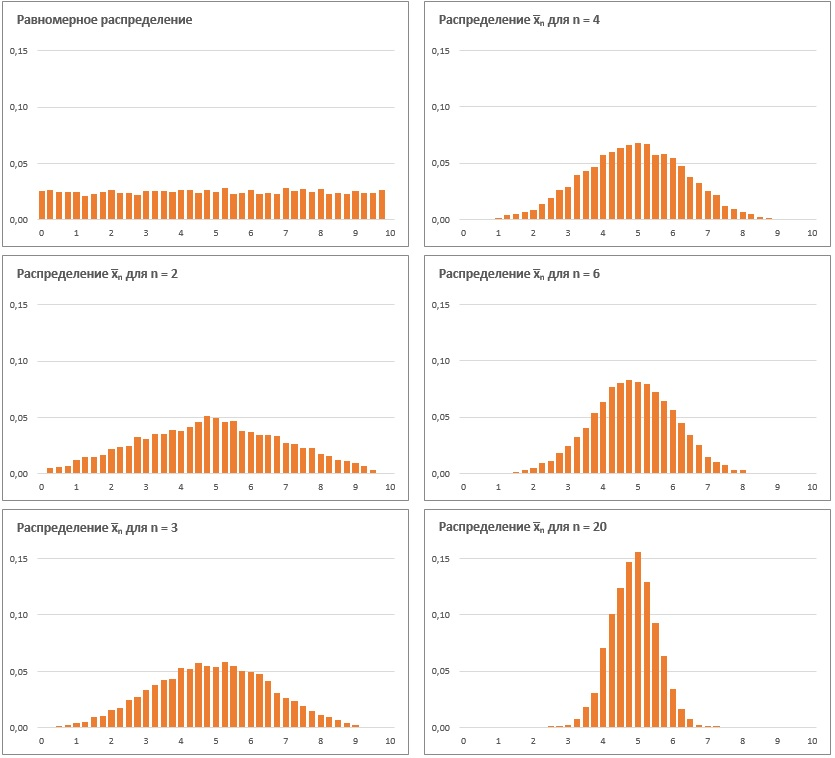 Равномерное распределение
0,15
0,10
0,05
0,00
0 1 2 3 4 5 6 7 8 9 10
Распределение x̅ₙ для n = 4
0,15
0,10
0,05
0,00
0 1 2 3 4 5 6 7 8 9 10
Распределение x̅ₙ для n = 2
0,15
0,10
0,05
0,00
0 1 2 3 4 5 6 7 8 9 10
Распределение x̅ₙ для n = 6
0,15
0,10
0,05
0,00
0 1 2 3 4 5 6 7 8 9 10
Распределение x̅ₙ для n = 3
0,15
0,10
0,05
0,00
0 1 2 3 4 5 6 7 8 9 10
Распределение x̅ₙ для n = 20
0,15
0,10
0,05
0,00
0 1 2 3 4 5 6 7 8 9 10